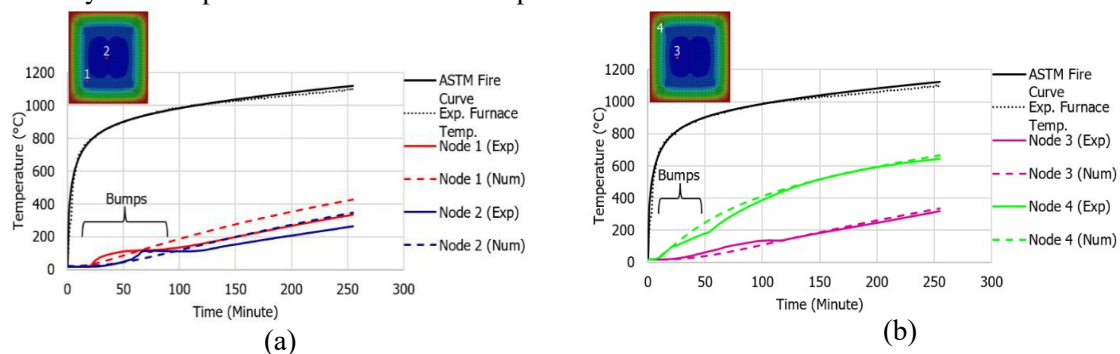 2
1
1200
1000
800
600
400
200
0
Temperature (°C)
Bumps
0
50
100
150
200
250
300
Time (Minute)
ASTM Fire
Curve
Exp. Furnace
Temp.
Node 1 (Exp)
Node 1 (Num)
Node 2 (Exp)
Node 2 (Num)
(a)
4
3
1200
1000
800
600
400
200
0
Temperature (°C)
Bumps
0
50
100
150
200
250
300
Time (Minute)
ASTM Fire
Curve
Exp. Furnace
Temp.
Node 3 (Exp)
Node 3 (Num)
Node 4 (Exp)
Node 4 (Num)
(b)